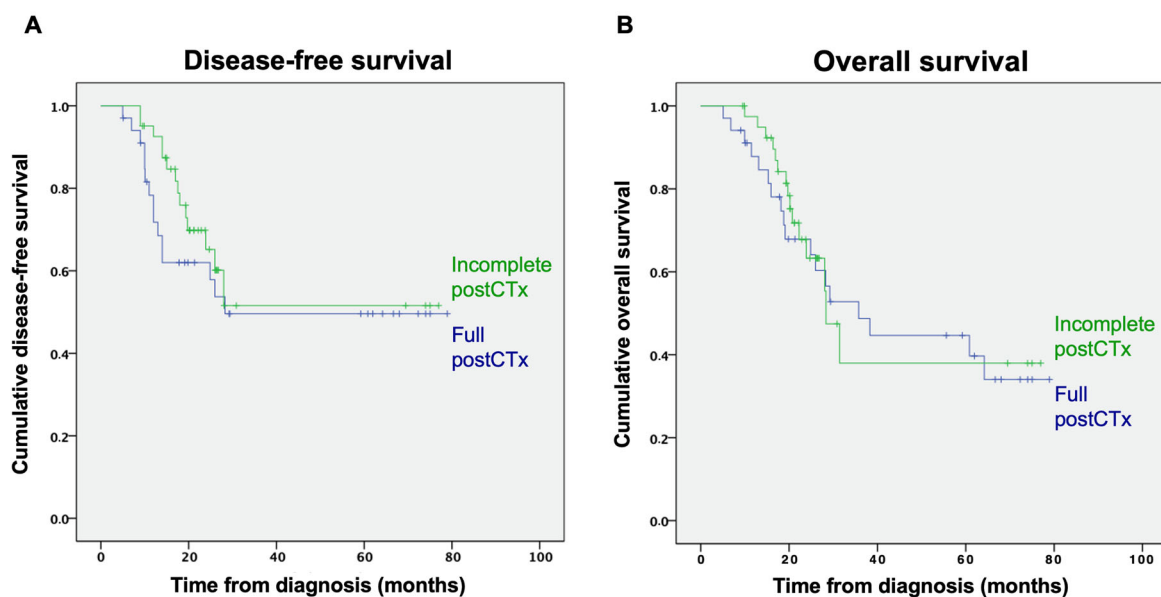 A
Disease-free survival
Cumulative disease-free survival
1.0
0.8
0.6
0.4
0.2
0.0
Incomplete
postCTx
Full
postCTx
0 20 40 60 80 100
Time from diagnosis (months)
B
Overall survival
Cumulative overall survival
1.0
0.8
0.6
0.4
0.2
0.0
Incomplete
postCTx
Full
postCTx
0 20 40 60 80 100
Time from diagnosis (months)